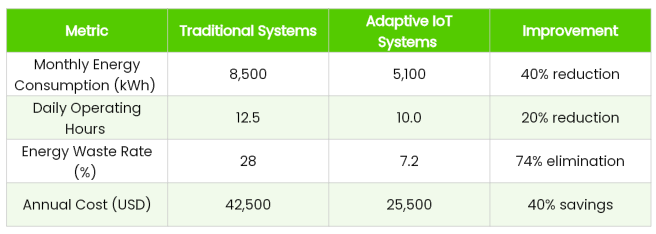 Metric Traditional Systems Adaptive IoT Systems Improvement
Monthly Energy Consumption (kWh) 8,500 5,100 40% reduction
Daily Operating Hours 12.5 10.0 20% reduction
Energy Waste Rate (%) 28 7.2 74% elimination
Annual Cost (USD) 42,500 25,500 40% savings